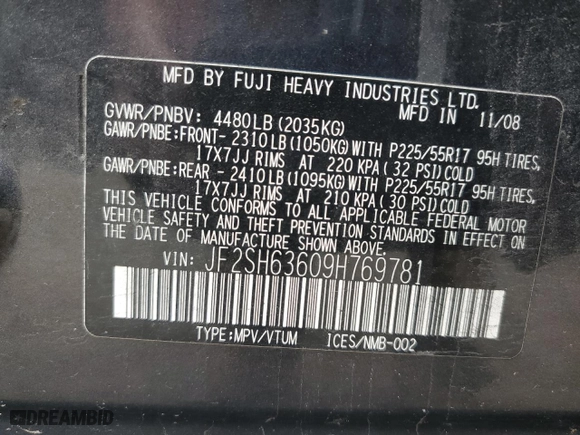 MFD BY FUJI HEAVY INDUSTRIES,LTD.
GVWR/PNBV: 4480LB(2035KG) MFD IN 11/08
GAWR/PNBE:FRONT-2310LB(1050KG)WITH P225/55R17 95H TIRES,
17X7JJ RIMS AT 220 KPA(32 PSI)COLD
GAWR/PNBE:REAR -2410LB(1095KG)WITH P225/55R17 95H TIRES,
17X7JJ RIMS AT 210 KPA(30 PSI)COLD
THIS VEHICLE CONFORMS TO ALL APPLICABLE FEDERAL MOTOR
VEHICLE SAFETY AND THEFT PREVENTION STANDARDS IN EFFECT ON
THE DATE OF MANUFACTURE SHOWN ABOVE.
VIN: JF2SH63609H769781
TYPE:MPV/VTUM ICES/NMB-002
DREAMBID